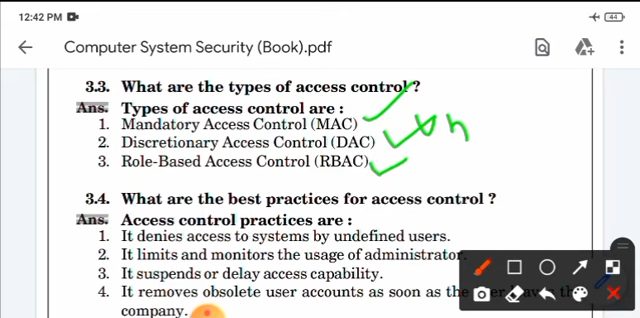 12:42 PM
44
Computer System Security (Book).pdf
3.3. What are the types of access control ?
Ans. Types of access control are :
1. Mandatory Access Control (MAC)
2. Discretionary Access Control (DAC)
3. Role-Based Access Control (RBAC)
3.4. What are the best practices for access control ?
Ans. Access control practices are :
1. It denies access to systems by undefined users.
2. It limits and monitors the usage of administrator.
3. It suspends or delay access capability.
4. It removes obsolete user accounts as soon as the
company.